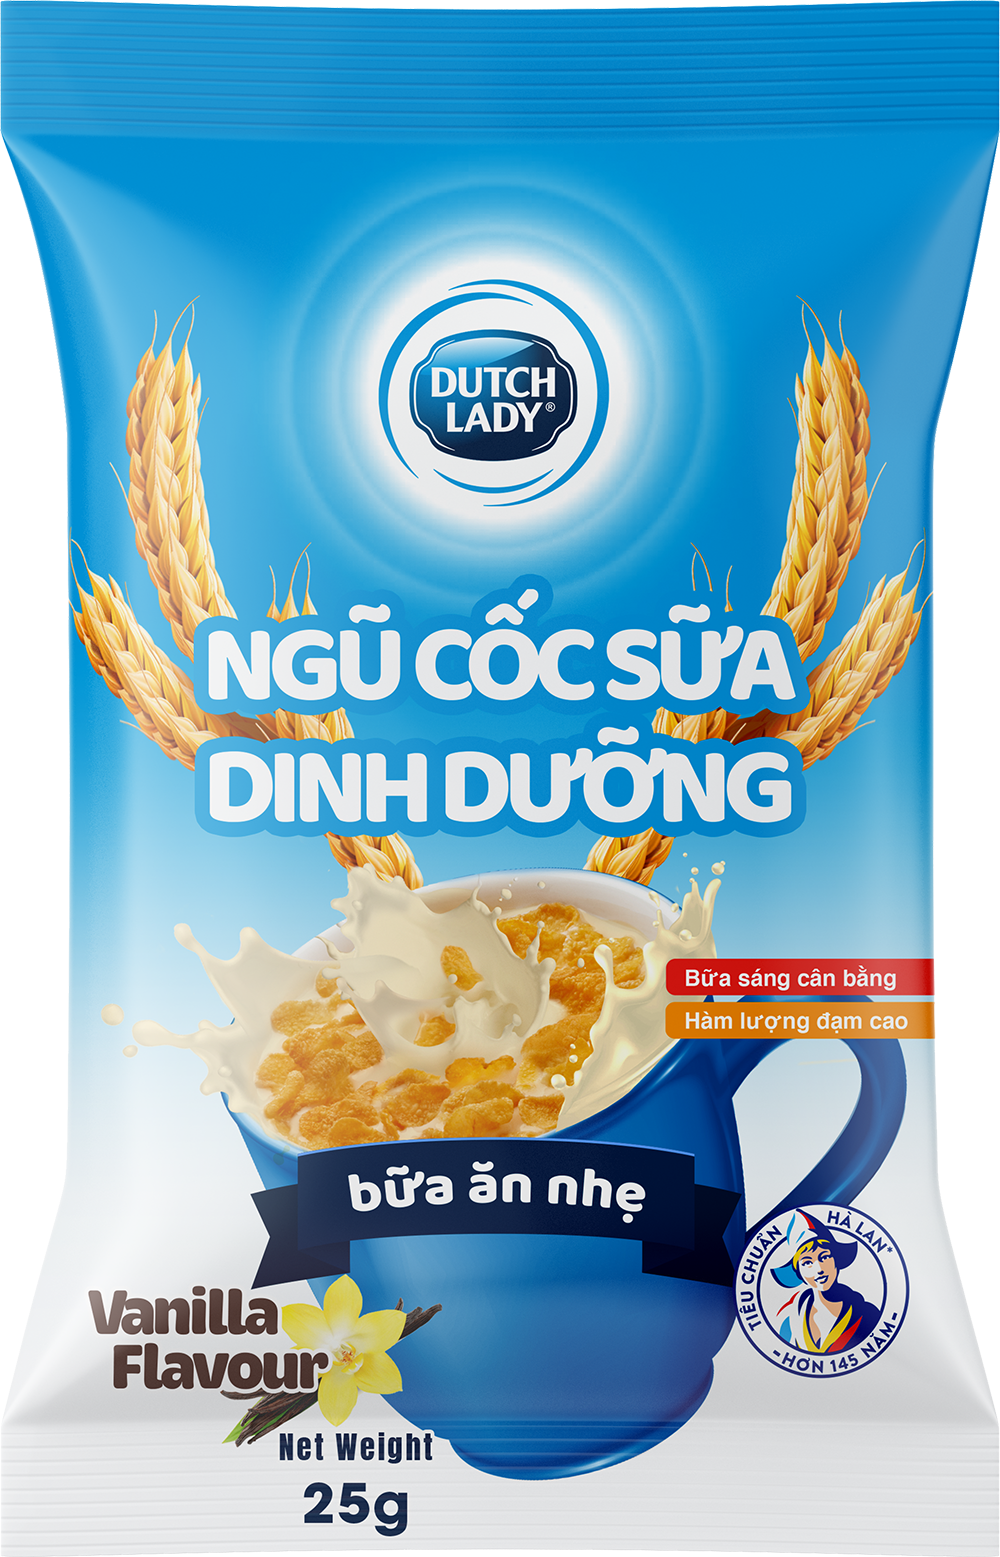 DUTCH
LADY®
NGŨ CỐC SỮA
DINH DƯỠNG
Bữa sáng cân bằng
Hàm lượng đạm cao
bữa ăn nhẹ
TIÊU CHUẨN HÀ LAN*
-HƠN 145 NĂM-
Vanilla
Flavour
Net Weight
25g